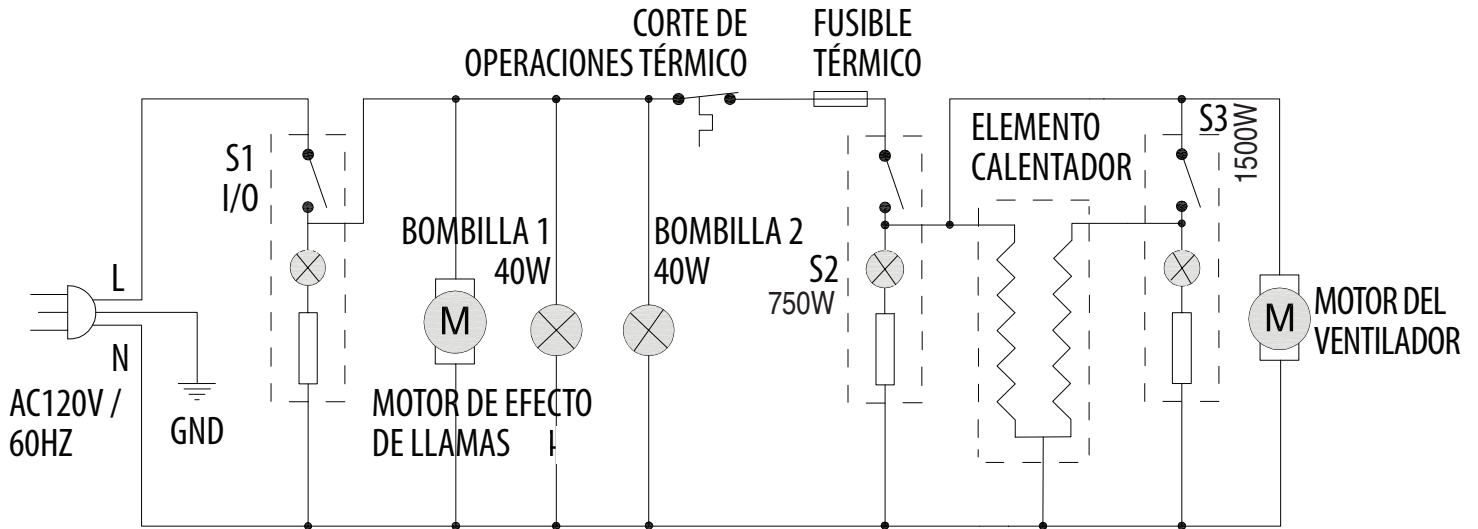 CORTE DE
OPERACIONES TÉRMICO
FUSIBLE
TÉRMICO
S1
I/O
BOMBILLA 1
40W
BOMBILLA 2
40W
S2
750W
ELEMENTO
CALENTADOR
S3
1500W
L
N
AC120V /
60HZ
GND
M
MOTOR DE EFECTO
DE LLAMAS
M
MOTOR DEL
VENTILADOR